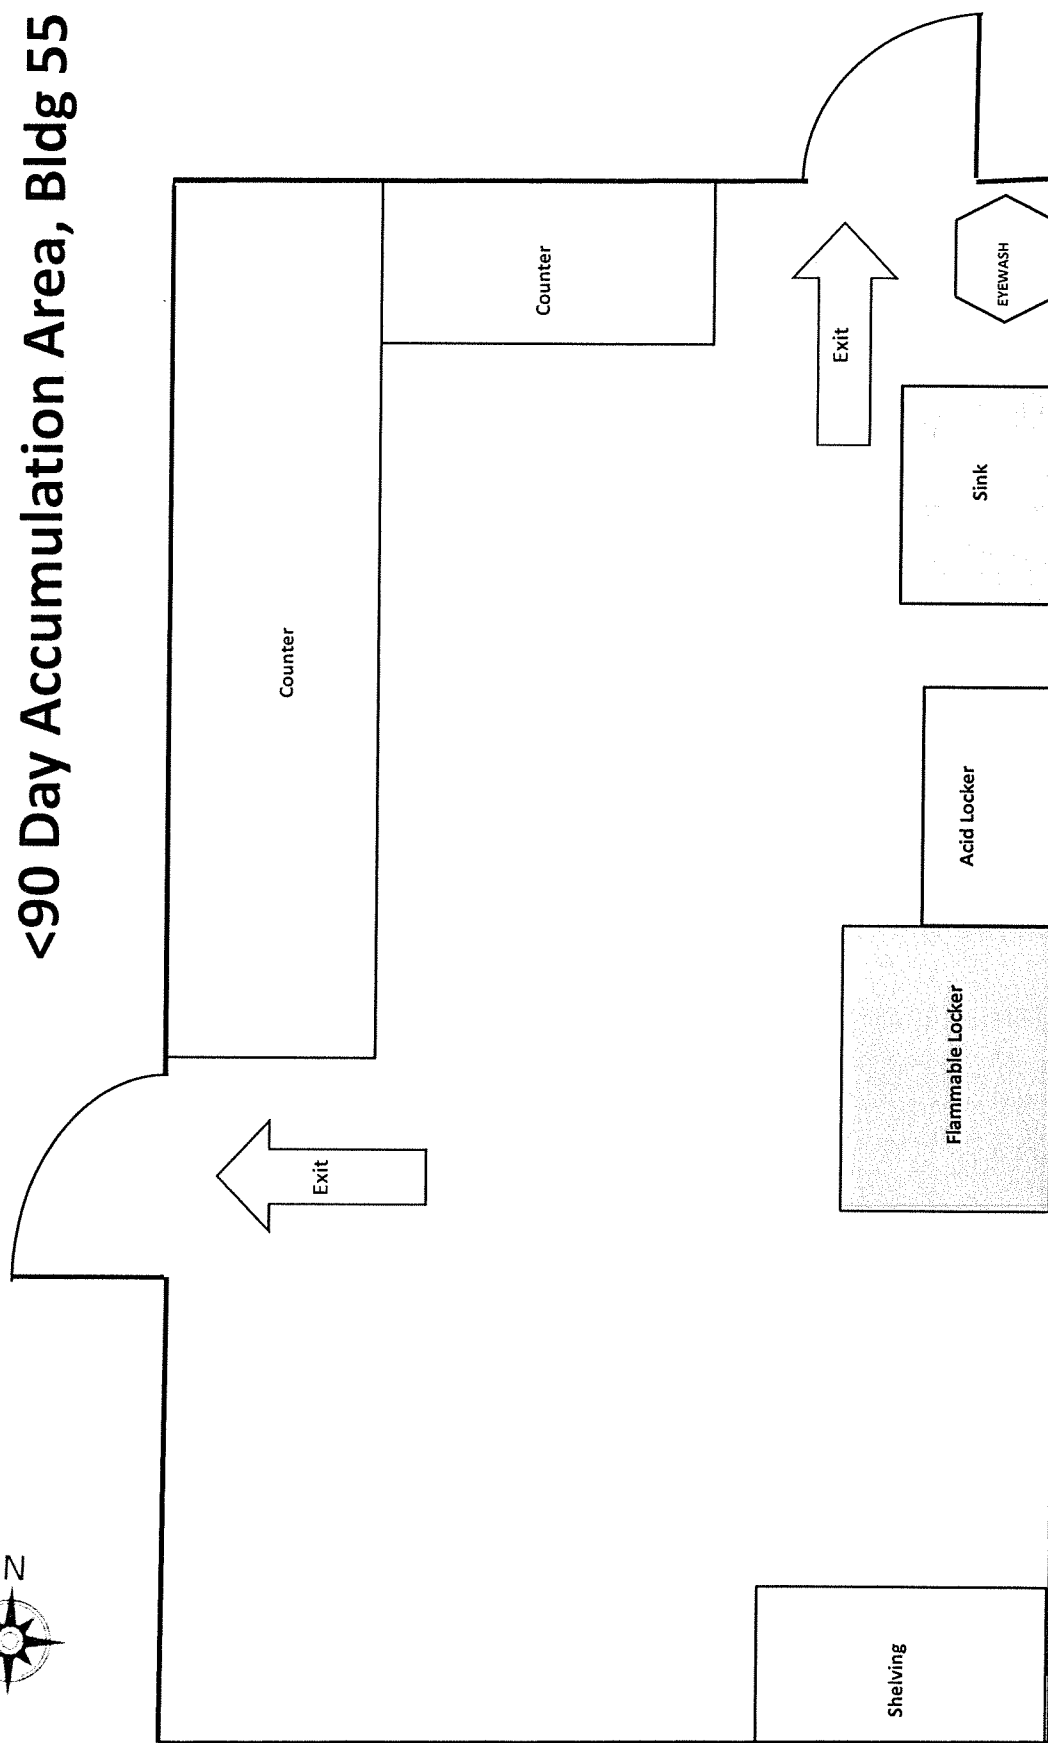 N
<90 Day Accumulation Area, Bldg 55
Counter
Exit
Counter
Exit
Shelving
Flammable Locker
Acid Locker
Sink
EYEWASH